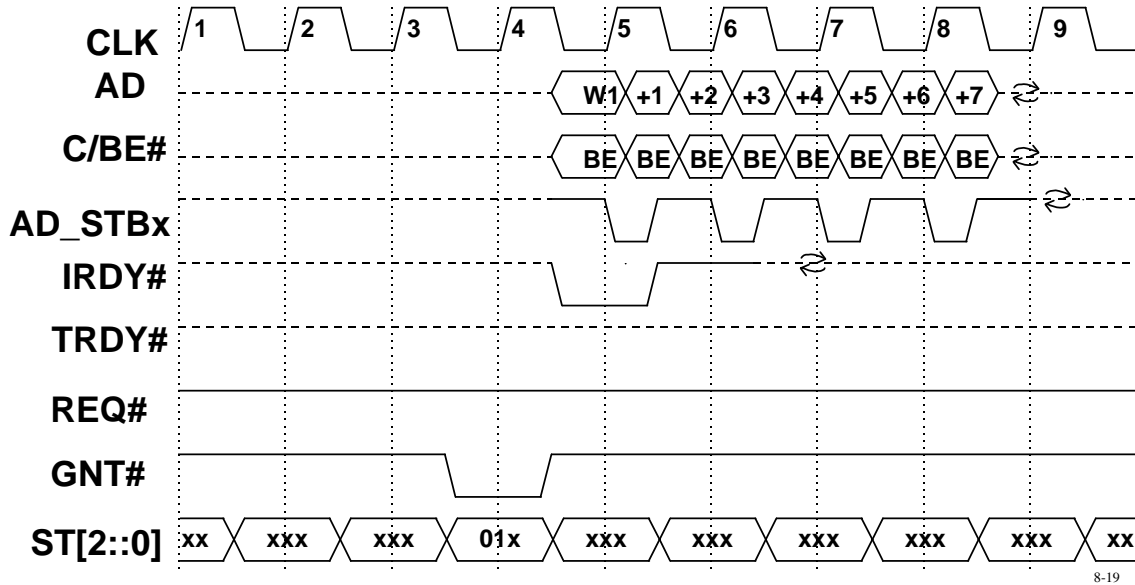 CLK 1 2 3 4 5 6 7 8 9
AD W1 +1 +2 +3 +4 +5 +6 +7
C/BE# BE BE BE BE BE BE BE BE
AD_STBx
IRDY#
TRDY#
REQ#
GNT#
ST[2::0] xx xxx xxx 01x xxx xxx xxx xxx xxx xx
8-19